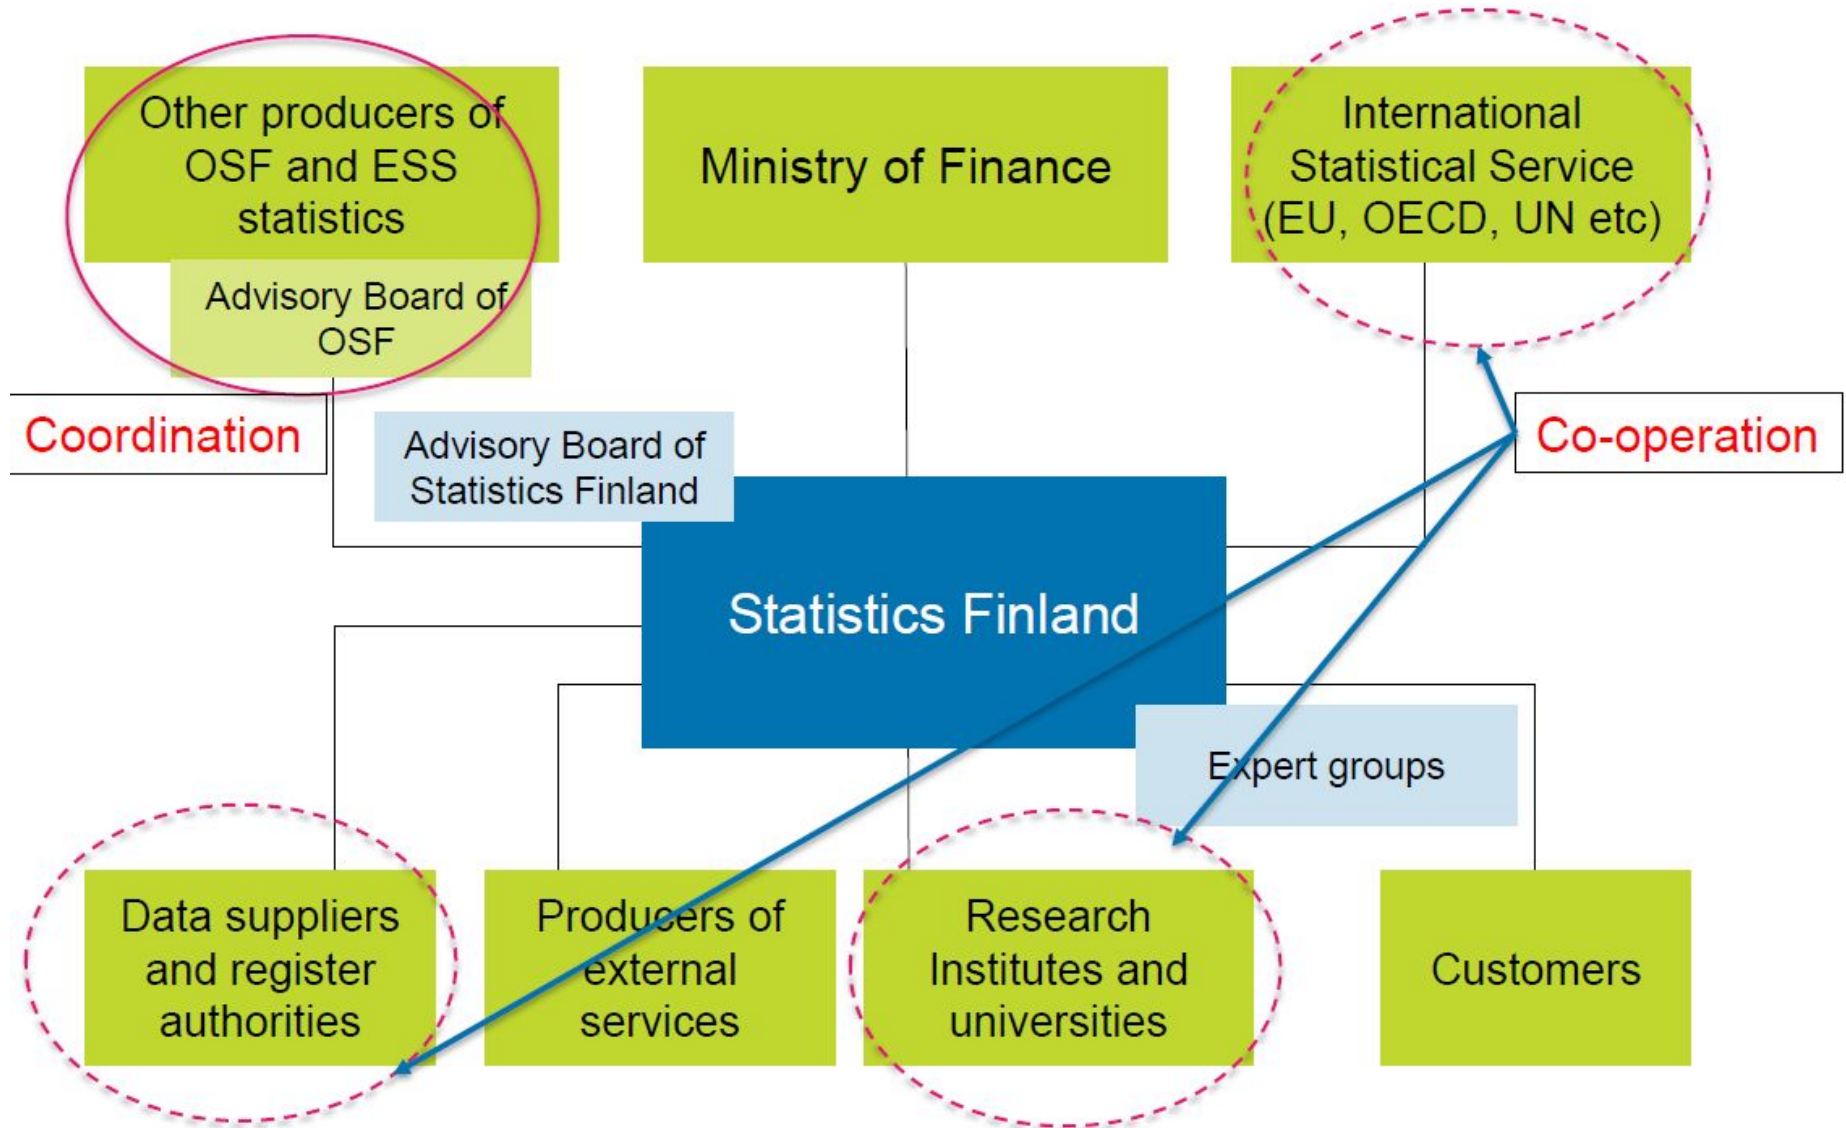 Other producers of
OSF and ESS
statistics
Ministry of Finance
International
Statistical Service
(EU, OECD, UN etc)
Advisory Board of
OSF
Coordination
Advisory Board of
Statistics Finland
Co-operation
Statistics Finland
Expert groups
Data suppliers
and register
authorities
Producers of
external
services
Research
Institutes and
universities
Customers